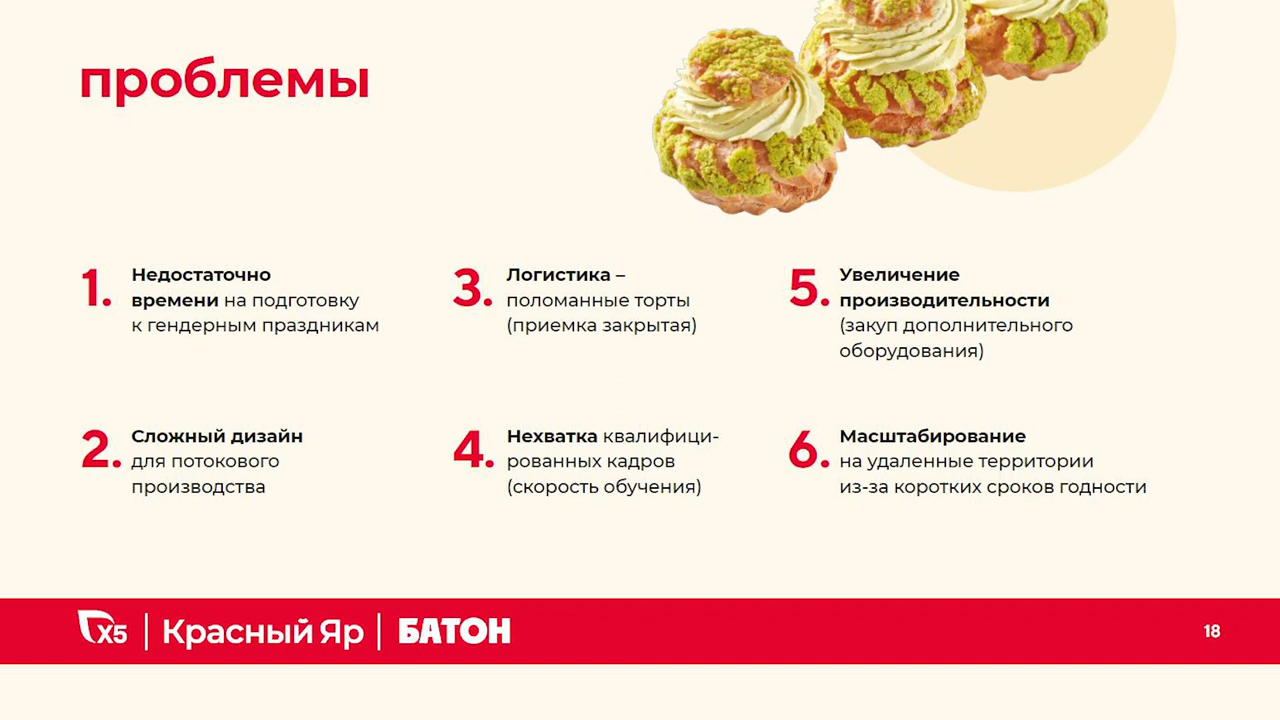 проблемы
1. Недостаточно
времени на подготовку
к гендерным праздникам
2. Сложный дизайн
для потокового
производства
3. Логистика –
поломанные торты
(приемка закрытая)
4. Нехватка квалифици-
рованных кадров
(скорость обучения)
5. Увеличение
производительности
(закуп дополнительного
оборудования)
6. Масштабирование
на удаленные территории
из-за коротких сроков годности
X5 | Красный Яр | БАТОН
18